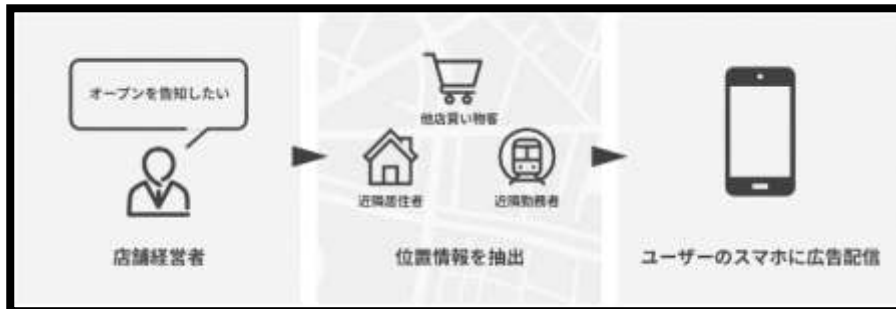 オープンを告知したい
店舗経営者
他店買い物客
近隣居住者
近隣勤務者
位置情報を抽出
ユーザーのスマホに広告配信